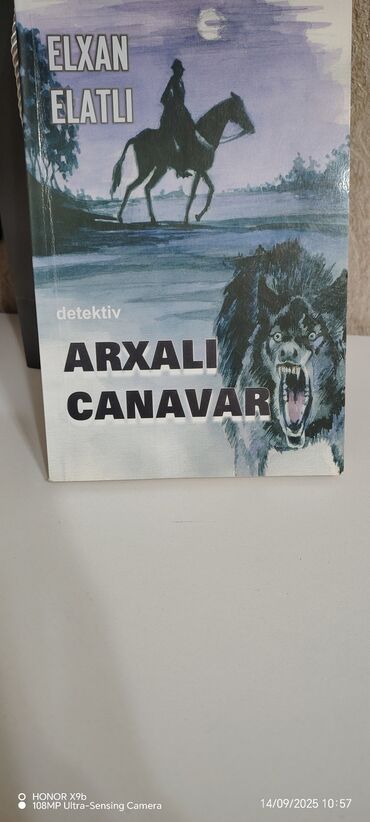 ELXAN
ELATLI
detektiv
ARXALI
CANAVAR
HONOR X9b
108MP Ultra-Sensing Camera
14/09/2025 10:57